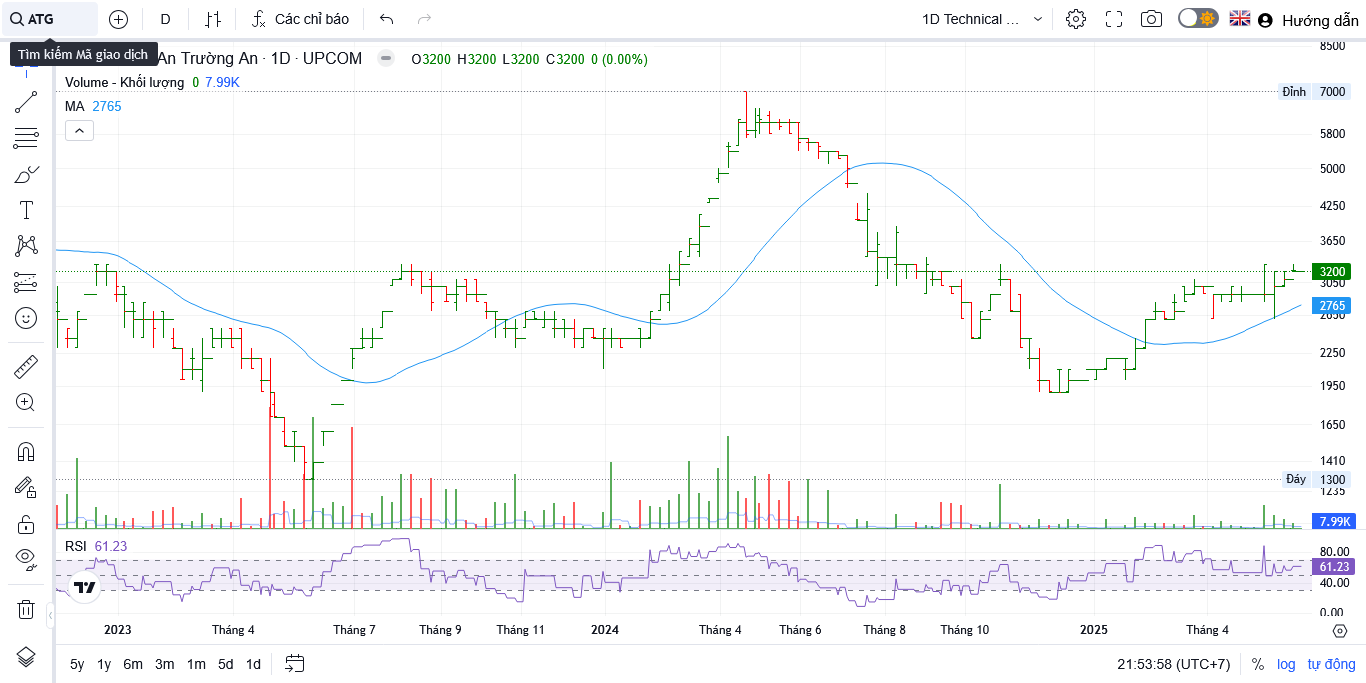 ATG D Các chỉ báo 1D Technical ... Hướng dẫn
Tìm kiếm Mã giao dịch
An Trường An · 1D · UPCOM O3200 H3200 L3200 C3200 0 (0.00%)
Volume - Khối lượng 0 7.99K
MA 2765
8500
Đỉnh 7000
5800
5000
4250
3650
3200
3050
2765
2650
2250
1950
1650
1410
Đáy 1300
1235
7.99K
RSI 61.23
80.00
61.23
40.00
0.00
2023 Tháng 4 Tháng 7 Tháng 9 Tháng 11 2024 Tháng 4 Tháng 6 Tháng 8 Tháng 10 2025 Tháng 4
5y 1y 6m 3m 1m 5d 1d 21:53:58 (UTC+7) % log tự động